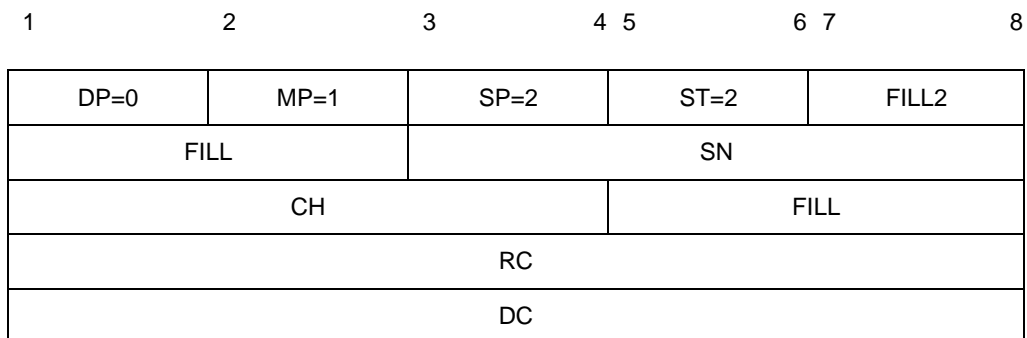 1 2 3 4 5 6 7 8
DP=0 MP=1 SP=2 ST=2 FILL2
FILL SN
CH FILL
RC
DC